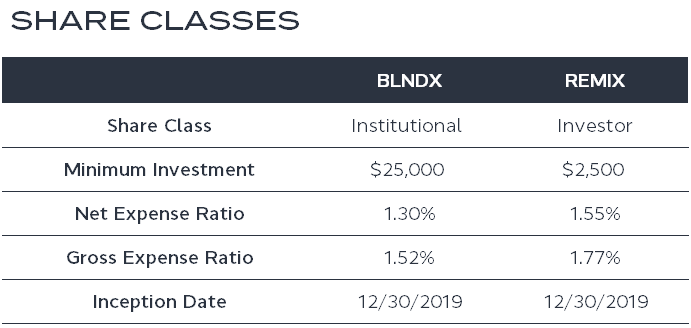 SHARE CLASSES
BLNDX REMIX
Share Class Institutional Investor
Minimum Investment $25,000 $2,500
Net Expense Ratio 1.30% 1.55%
Gross Expense Ratio 1.52% 1.77%
Inception Date 12/30/2019 12/30/2019